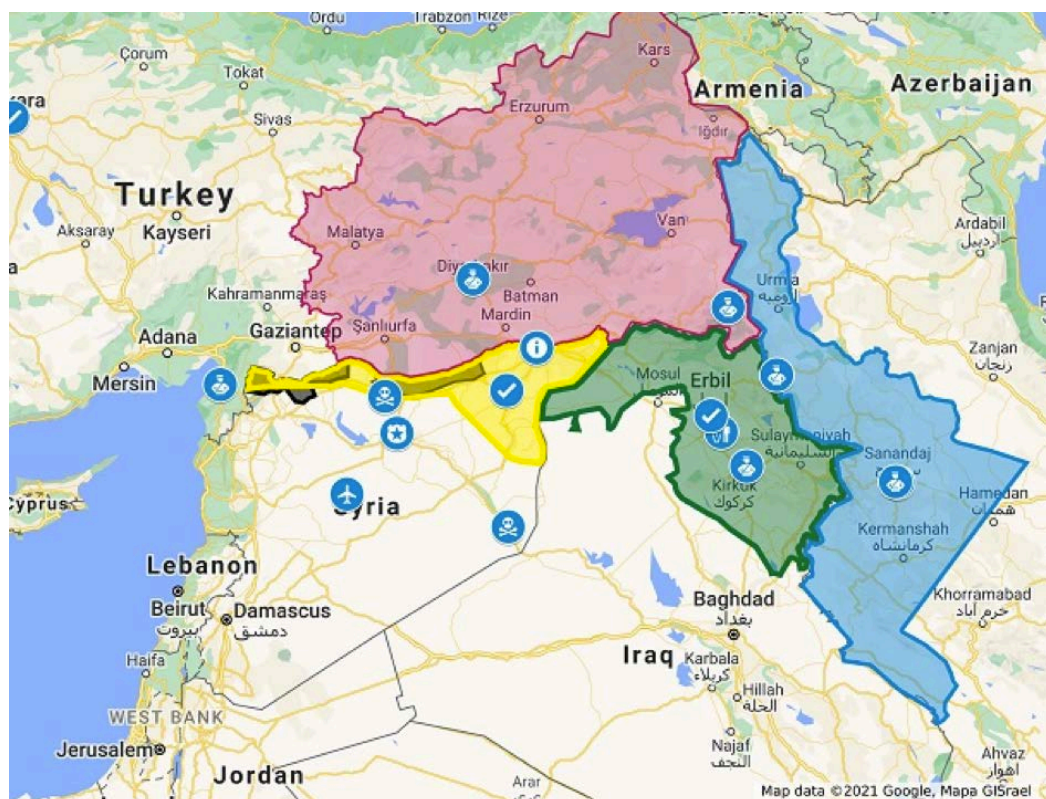 Ordu
Trabzon
Rize
Çorum
Tokat
Kars
Armenia
Azerbaijan
Sivas
Erzurum
Iğdır
Turkey
Kayseri
Aksaray
Malatya
Van
Ardabil
اردبیل
Batman
Urmia
ارومیه
Kahramanmaraş
Mardin
Adana
Gaziantep
Şanlıurfa
Mersin
Mosul
Erbil
Zanjan
زنجان
Sulaymaniyah
السليمانية
Sanandaj
Kirkuk
كركوك
Cyprus
Syria
Hamedan
همدان
Kermanshah
کرمانشاه
Lebanon
Beirut
بيروت
Damascus
دمشق
Baghdad
بغداد
Khorramabad
خرم آباد
Iraq
Karbala
كربلاء
Haifa
Hillah
الحلة
WEST BANK
Jerusalem
Najaf
النجف
Jordan
Arar
عرعر
Ahvaz
اهواز
Map data ©2021 Google, Mapa GISrael